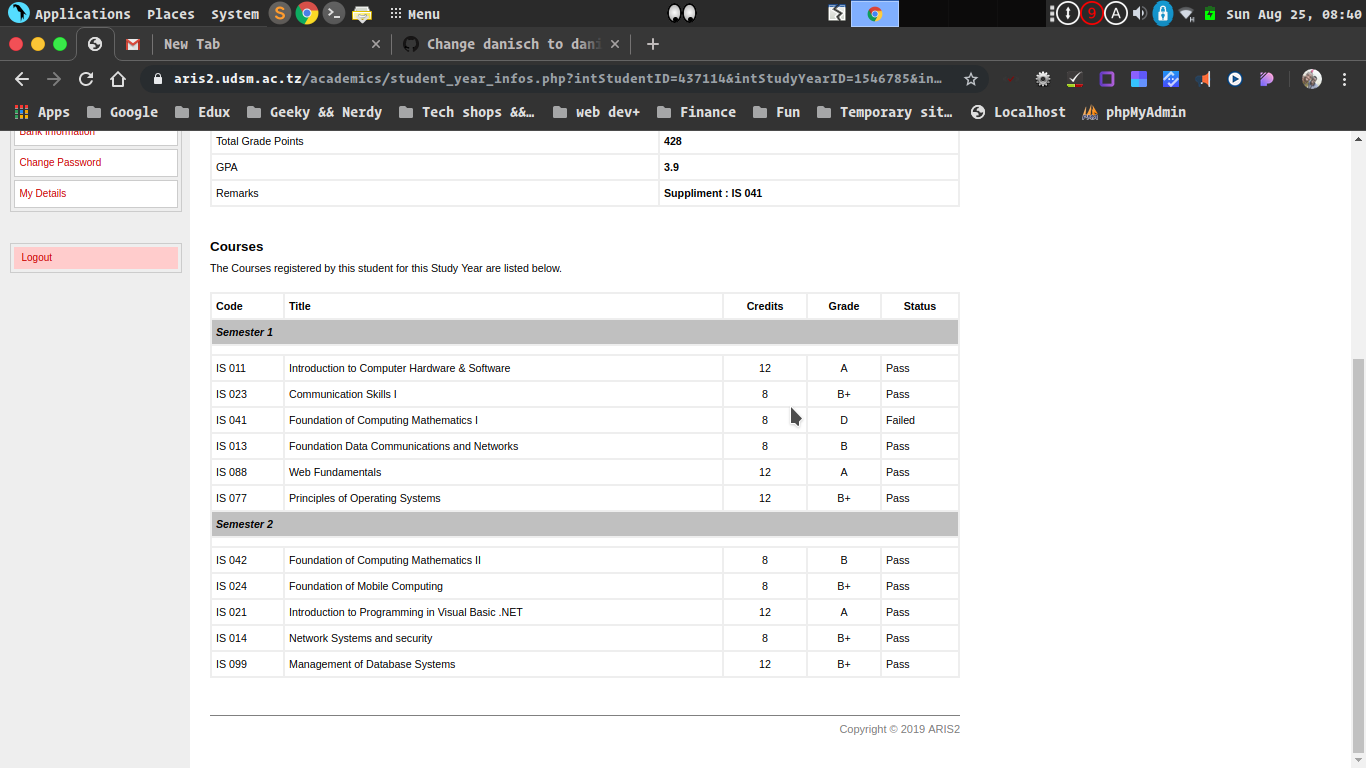 Applications Places System S Menu 9 A Sun Aug 25, 08:40
New Tab Change danisch to dani
aris2.udsm.ac.tz/academics/student_year_infos.php?intStudentID=437114&intStudyYearID=1546785&in…
Apps Google Edux Geeky && Nerdy Tech shops &&… web dev+ Finance Fun Temporary sit… Localhost phpMyAdmin
Bank Information
Change Password
My Details
Logout
Total Grade Points 428
GPA 3.9
Remarks Suppliment : IS 041
Courses
The Courses registered by this student for this Study Year are listed below.
Code Title Credits Grade Status
Semester 1
IS 011 Introduction to Computer Hardware & Software 12 A Pass
IS 023 Communication Skills I 8 B+ Pass
IS 041 Foundation of Computing Mathematics I 8 D Failed
IS 013 Foundation Data Communications and Networks 8 B Pass
IS 088 Web Fundamentals 12 A Pass
IS 077 Principles of Operating Systems 12 B+ Pass
Semester 2
IS 042 Foundation of Computing Mathematics II 8 B Pass
IS 024 Foundation of Mobile Computing 8 B+ Pass
IS 021 Introduction to Programming in Visual Basic .NET 12 A Pass
IS 014 Network Systems and security 8 B+ Pass
IS 099 Management of Database Systems 12 B+ Pass
Copyright © 2019 ARIS2